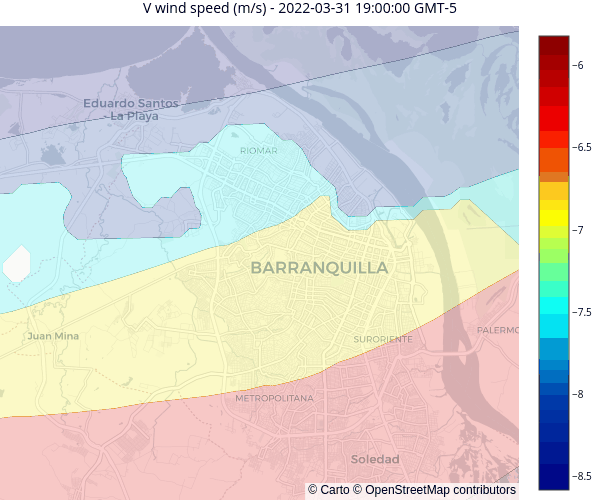 V wind speed (m/s) - 2022-03-31 19:00:00 GMT-5
Eduardo Santos
La Playa
RIOMAR
BARRANQUILLA
Juan Mina
SURORIENTE
PALERMO
METROPOLITANA
Soledad
© Carto © OpenStreetMap contributors
−6
−6.5
−7
−7.5
−8
−8.5